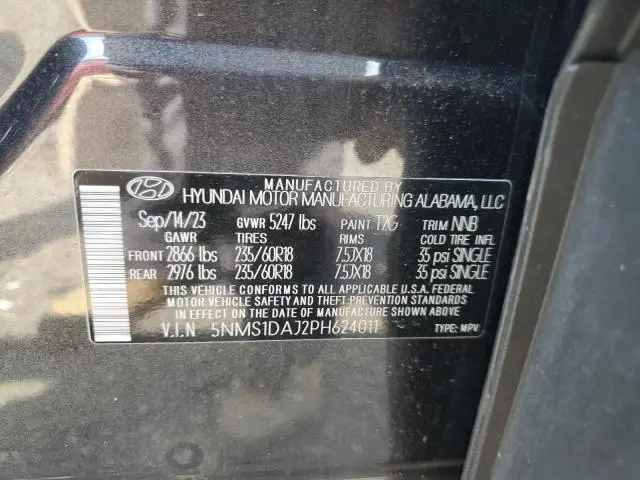 MANUFACTURED BY
HYUNDAI MOTOR MANUFACTURING ALABAMA, LLC
Sep/14/23 GVWR 5247 lbs PAINT T2G TRIM NNB
GAWR TIRES RIMS COLD TIRE INFL
FRONT 2866 lbs 235/60R18 7.5JX18 35 psi SINGLE
REAR 2976 lbs 235/60R18 7.5JX18 35 psi SINGLE
THIS VEHICLE CONFORMS TO ALL APPLICABLE U.S.A. FEDERAL
MOTOR VEHICLE SAFETY AND THEFT PREVENTION STANDARDS
IN EFFECT ON THE DATE OF MANUFACTURE SHOWN ABOVE
V.I.N 5NMS1DAJ2PH624011 TYPE: MPV